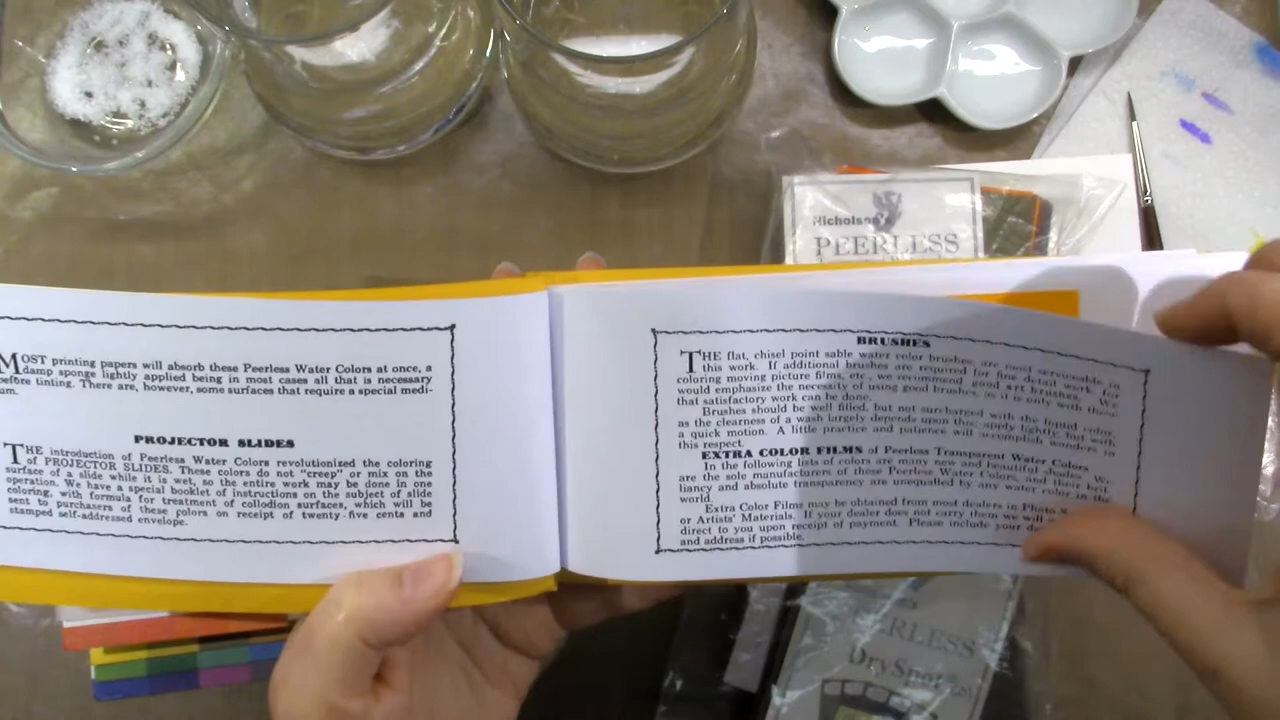 Nicholson's
PEERLESS
MOST printing papers will absorb these Peerless Water Colors at once, a
damp sponge lightly applied being in most cases all that is necessary
before tinting. There are, however, some surfaces that require a special medi-
um.
PROJECTOR SLIDES
THE introduction of Peerless Water Colors revolutionized the coloring
of PROJECTOR SLIDES. These colors do not "creep" or mix on the
surface of a slide while it is wet, so the entire work may be done in one
operation. We have a special booklet of instructions on the subject of slide
coloring, with formula for treatment of collodion surfaces, which will be
sent to purchasers of these colors on receipt of twenty-five cents and
stamped self-addressed envelope.
BRUSHES
THE flat, chisel point sable water color brushes, are most serviceable in
this work. If additional brushes are required for fine detail work, for
coloring moving picture films, etc., we recommend good art brushes. We
would emphasize the necessity of using good brushes, as it is only with these
that satisfactory work can be done.
Brushes should be well filled, but not surcharged with the liquid color,
as the clearness of a wash largely depends upon this; apply lightly, but with
a quick motion. A little practice and patience will accomplish wonders in
this respect.
EXTRA COLOR FILMS of Peerless Transparent Water Colors
In the following lists of colors are many new and beautiful shades. We
are the sole manufacturers of these Peerless Water Colors, and their bril-
liancy and absolute transparency are unequalled by any water color in the
world.
Extra Color Films may be obtained from most dealers in Photo
or Artists' Materials. If your dealer does not carry them we will
direct to you upon receipt of payment. Please include your
and address if possible.
DrySpot